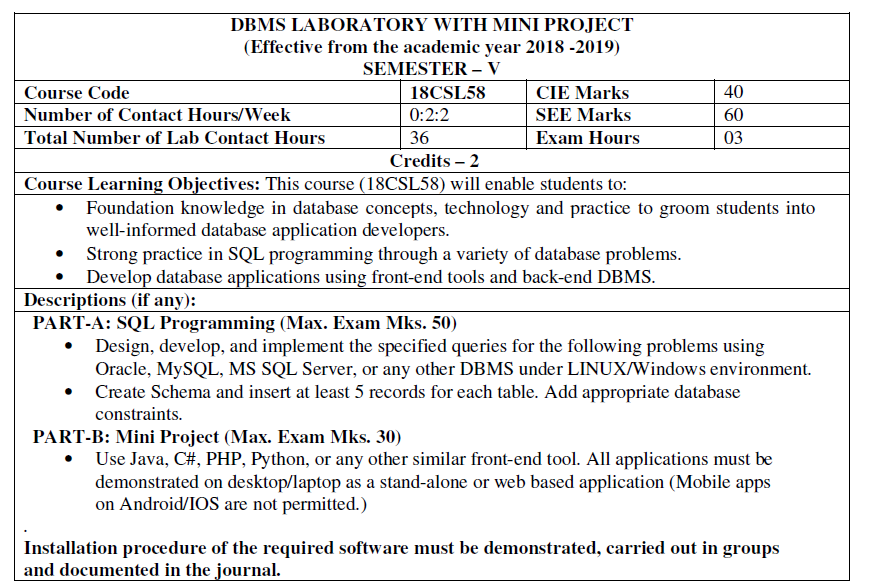 DBMS LABORATORY WITH MINI PROJECT
(Effective from the academic year 2018 -2019)
SEMESTER – V
Course Code 18CSL58 CIE Marks 40
Number of Contact Hours/Week 0:2:2 SEE Marks 60
Total Number of Lab Contact Hours 36 Exam Hours 03
Credits – 2
Course Learning Objectives: This course (18CSL58) will enable students to:
• Foundation knowledge in database concepts, technology and practice to groom students into
well-informed database application developers.
• Strong practice in SQL programming through a variety of database problems.
• Develop database applications using front-end tools and back-end DBMS.
Descriptions (if any):
PART-A: SQL Programming (Max. Exam Mks. 50)
• Design, develop, and implement the specified queries for the following problems using
Oracle, MySQL, MS SQL Server, or any other DBMS under LINUX/Windows environment.
• Create Schema and insert at least 5 records for each table. Add appropriate database
constraints.
PART-B: Mini Project (Max. Exam Mks. 30)
• Use Java, C#, PHP, Python, or any other similar front-end tool. All applications must be
demonstrated on desktop/laptop as a stand-alone or web based application (Mobile apps
on Android/IOS are not permitted.)
.
Installation procedure of the required software must be demonstrated, carried out in groups
and documented in the journal.